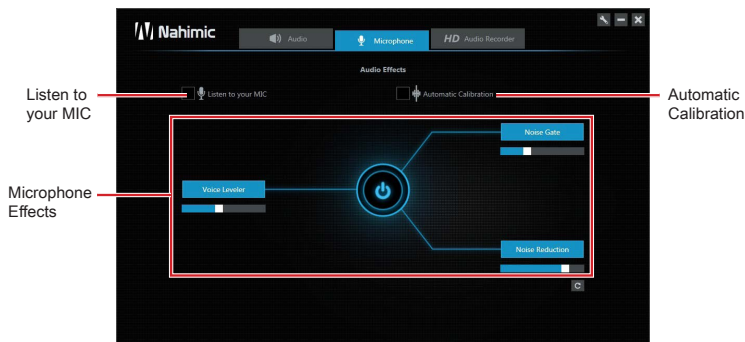 Nahimic
Audio
Microphone
HD Audio Recorder
Audio Effects
Listen to
your MIC
Listen to your MIC
Automatic Calibration
Automatic
Calibration
Noise Gate
Microphone
Effects
Voice Leveler
Noise Reduction